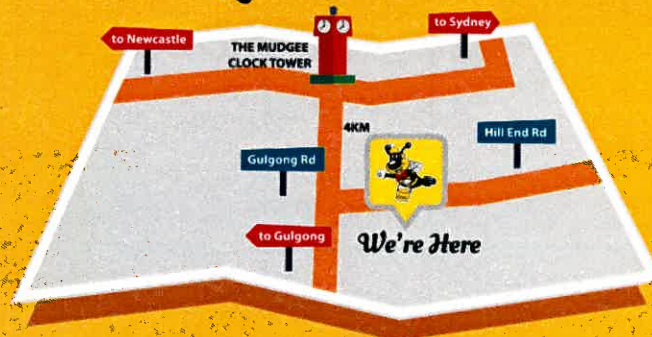 to Newcastle
to Sydney
THE MUDGEE
CLOCK TOWER
4KM
Hill End Rd
Gulgong Rd
to Gulgong
We're Here